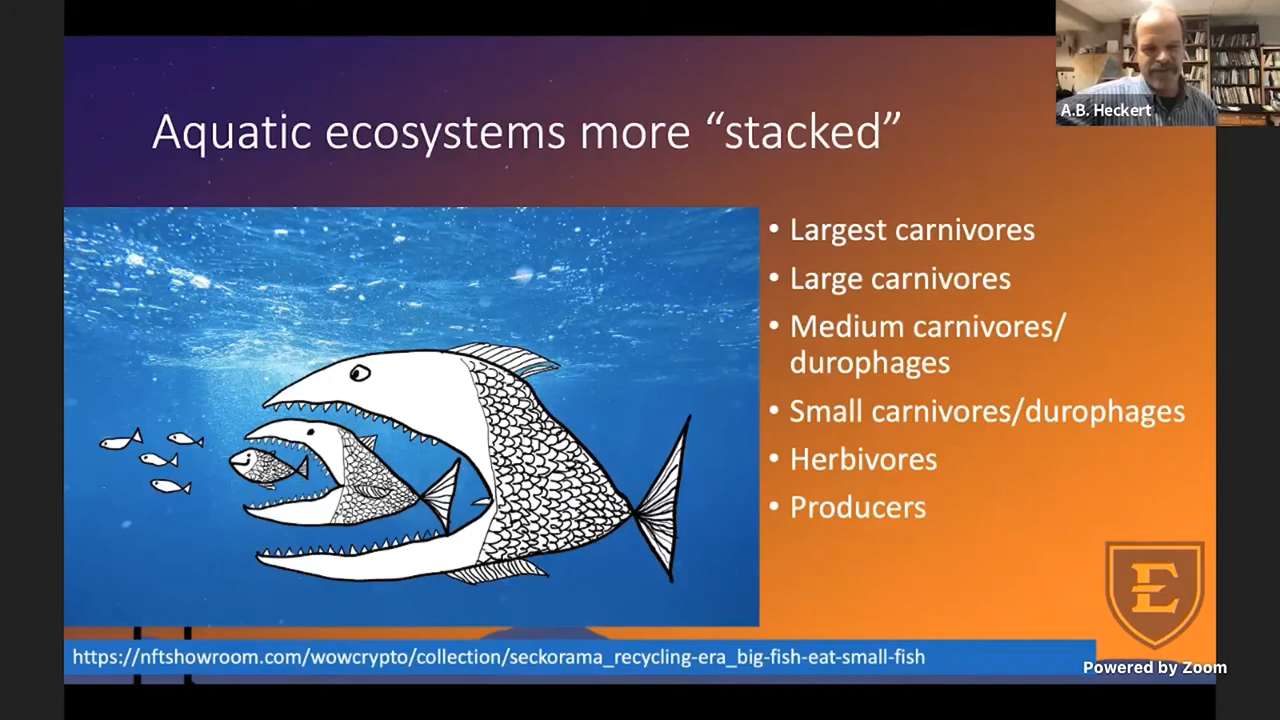 A.B. Heckert
Aquatic ecosystems more “stacked”
• Largest carnivores
• Large carnivores
• Medium carnivores/
durophages
• Small carnivores/durophages
• Herbivores
• Producers
E
https://nftshowroom.com/wowcrypto/collection/seckorama_recycling-era_big-fish-eat-small-fish
Powered by Zoom